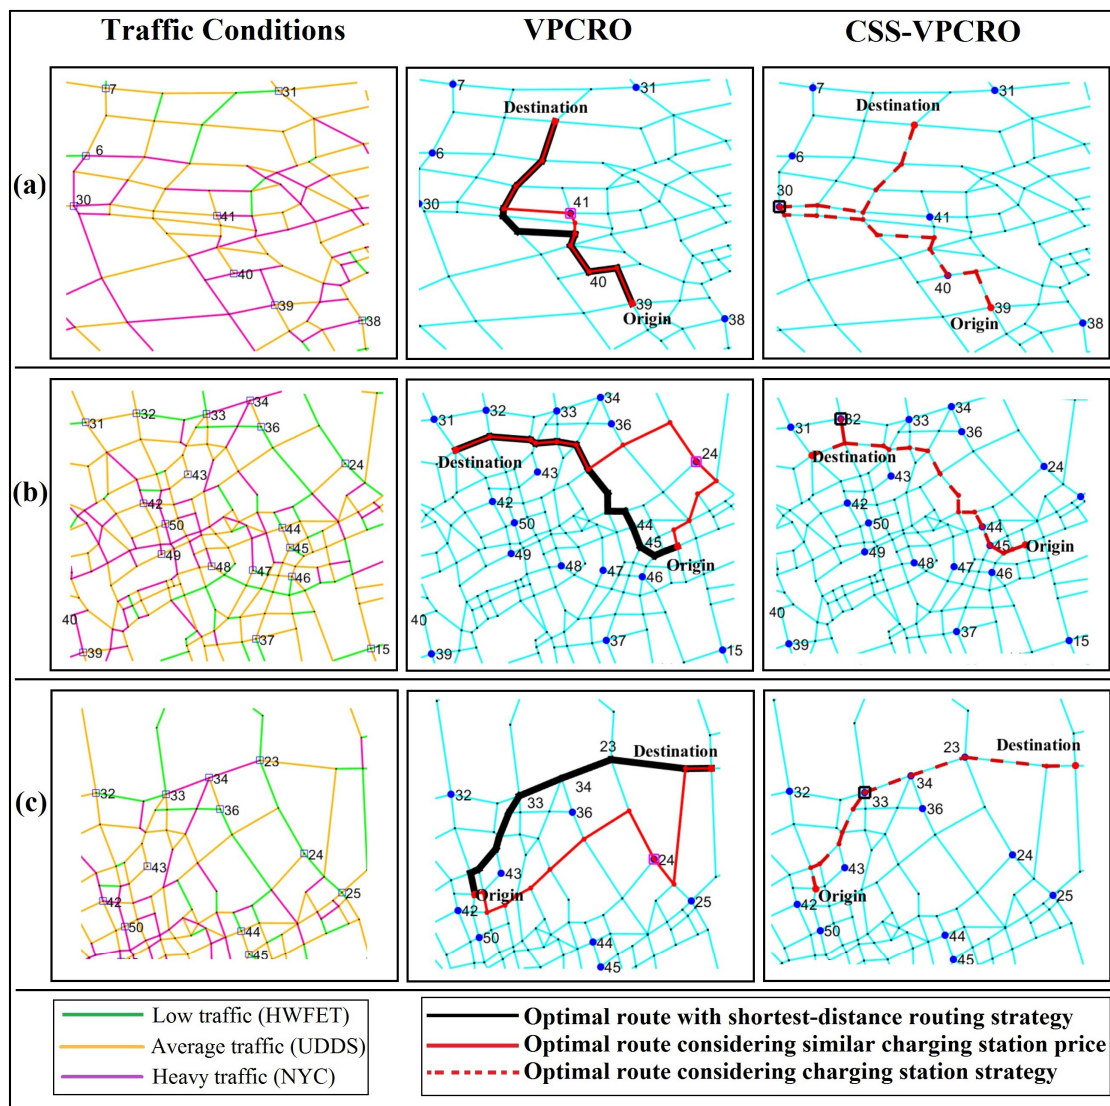 Traffic Conditions VPCRO CSS-VPCRO
(a)
7 31 6 30 41 40 39 38
7 31 Destination 6 30 41 40 39 Origin 38
7 31 Destination 6 30 41 40 39 Origin 38
(b)
31 32 33 34 36 24 43 42 50 44 45 49 48 47 46 40 39 37 15
31 32 33 34 36 24 Destination 43 42 50 44 45 49 48 47 46 Origin 40 39 37 15
31 32 33 34 36 24 Destination 43 42 50 44 45 Origin 49 48 47 46 37 39 15
(c)
23 32 33 34 36 43 24 25 42 50 44 45
23 Destination 32 33 34 36 43 24 Origin 25 42 50 44 45
23 Destination 32 33 34 36 43 24 Origin 25 42 50 44 45
Low traffic (HWFET)
Average traffic (UDDS)
Heavy traffic (NYC)
Optimal route with shortest-distance routing strategy
Optimal route considering similar charging station price
Optimal route considering charging station strategy